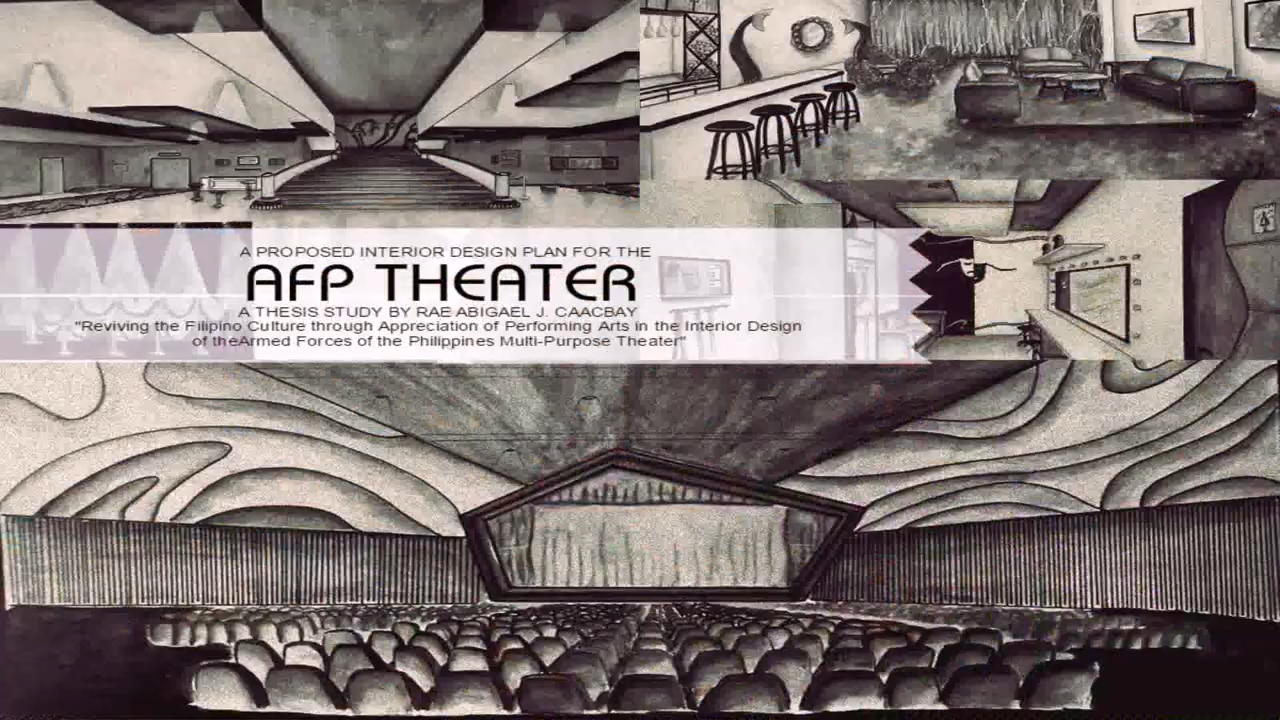 A PROPOSED INTERIOR DESIGN PLAN FOR THE
AFP THEATER
A THESIS STUDY BY RAE ABIGAEL J. CAACBAY
"Reviving the Filipino Culture through Appreciation of Performing Arts in the Interior Design
of theArmed Forces of the Philippines Multi-Purpose Theater"